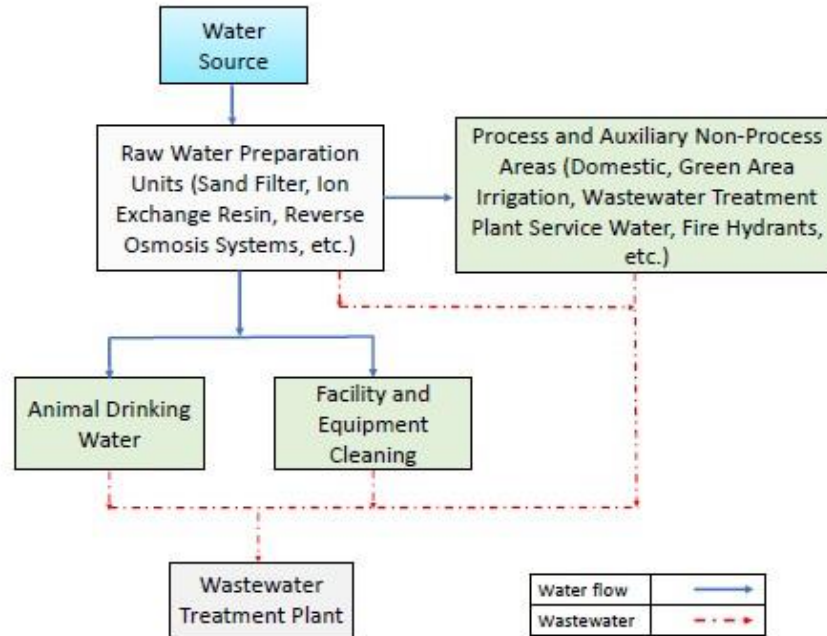 Water
Source
Raw Water Preparation
Units (Sand Filter, Ion
Exchange Resin, Reverse
Osmosis Systems, etc.)
Process and Auxiliary Non-Process
Areas (Domestic, Green Area
Irrigation, Wastewater Treatment
Plant Service Water, Fire Hydrants,
etc.)
Animal Drinking
Water
Facility and
Equipment
Cleaning
Wastewater
Treatment Plant
Water flow
Wastewater